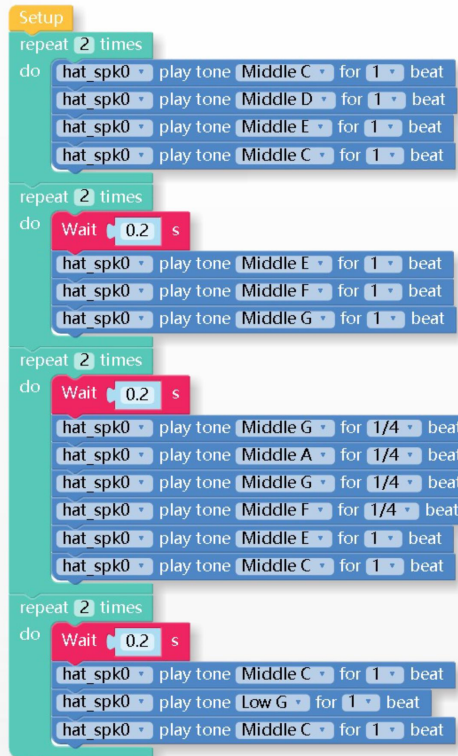 Setup
repeat 2 times
do hat_spk0 play tone Middle C for 1 beat
hat_spk0 play tone Middle D for 1 beat
hat_spk0 play tone Middle E for 1 beat
hat_spk0 play tone Middle C for 1 beat
repeat 2 times
do Wait 0.2 s
hat_spk0 play tone Middle E for 1 beat
hat_spk0 play tone Middle F for 1 beat
hat_spk0 play tone Middle G for 1 beat
repeat 2 times
do Wait 0.2 s
hat_spk0 play tone Middle G for 1/4 beat
hat_spk0 play tone Middle A for 1/4 beat
hat_spk0 play tone Middle G for 1/4 beat
hat_spk0 play tone Middle F for 1/4 beat
hat_spk0 play tone Middle E for 1 beat
hat_spk0 play tone Middle C for 1 beat
repeat 2 times
do Wait 0.2 s
hat_spk0 play tone Middle C for 1 beat
hat_spk0 play tone Low G for 1 beat
hat_spk0 play tone Middle C for 1 beat